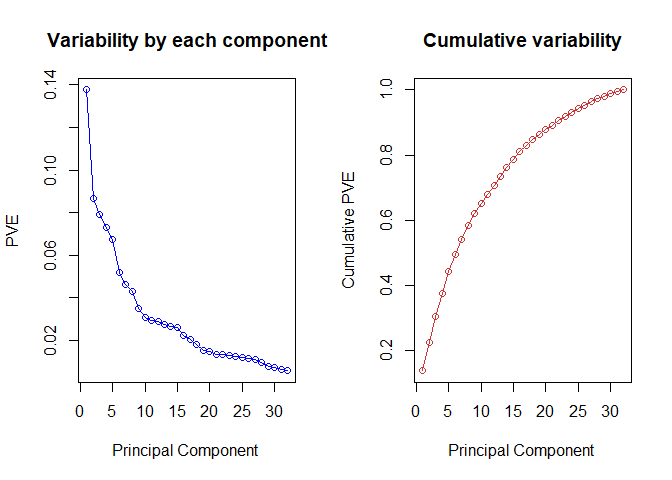 Variability by each component
PVE
0.14
0.10
0.06
0.02
0 5 10 15 20 25 30
Principal Component
Cumulative variability
Cumulative PVE
1.0
0.8
0.6
0.4
0.2
0 5 10 15 20 25 30
Principal Component